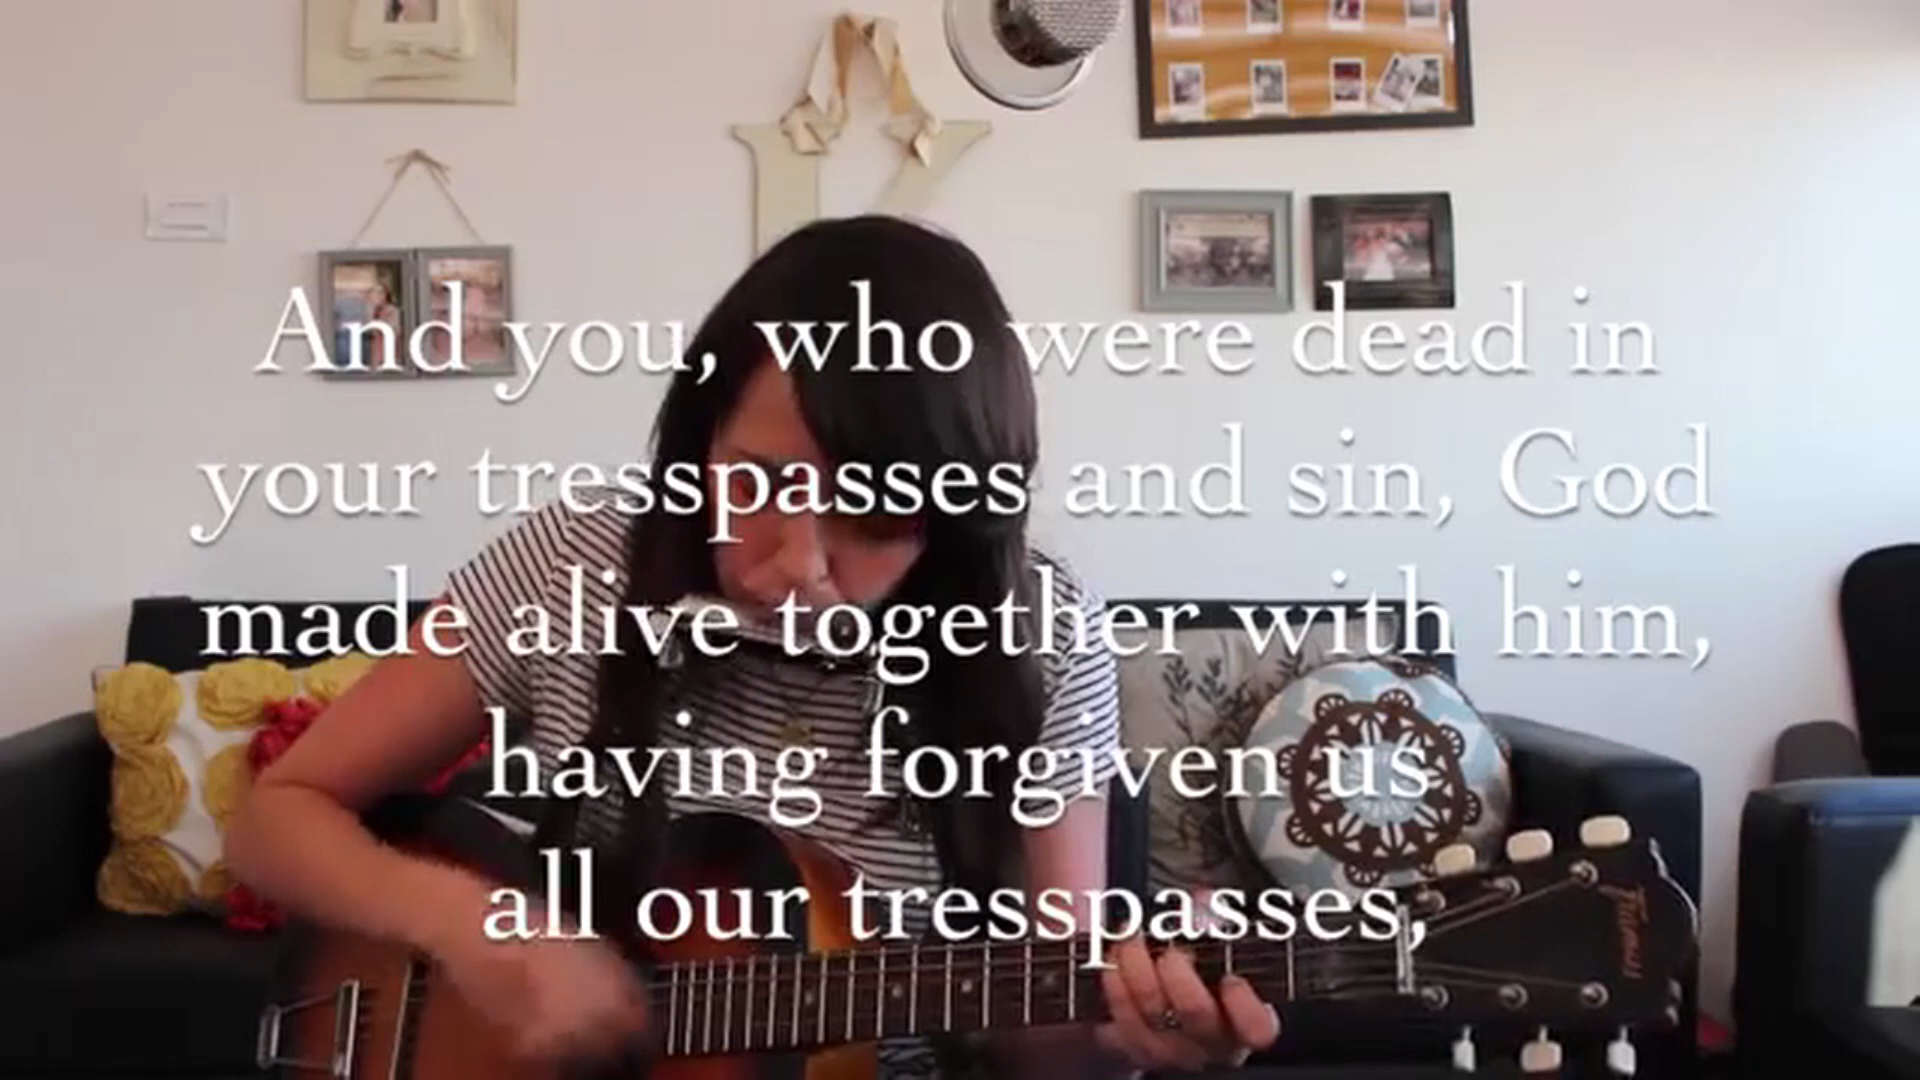 And you, who were dead in
your tresspasses and sin, God
made alive together with him,
having forgiven us
all our tresspasses,
Framus